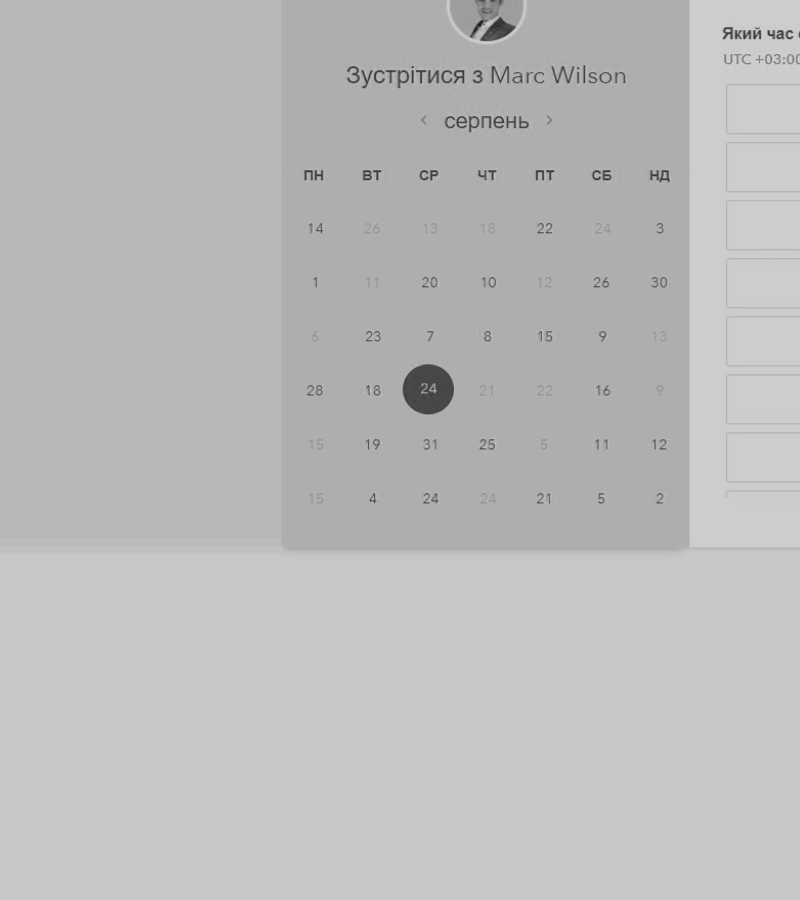 Зустрітися з Marc Wilson
серпень
ПН ВТ СР ЧТ ПТ СБ НД
14 26 13 18 22 24 3
1 11 20 10 12 26 30
6 23 7 8 15 9 13
28 18 24 21 22 16 9
15 19 31 25 5 11 12
15 4 24 24 21 5 2
Який час
UTC +03:00